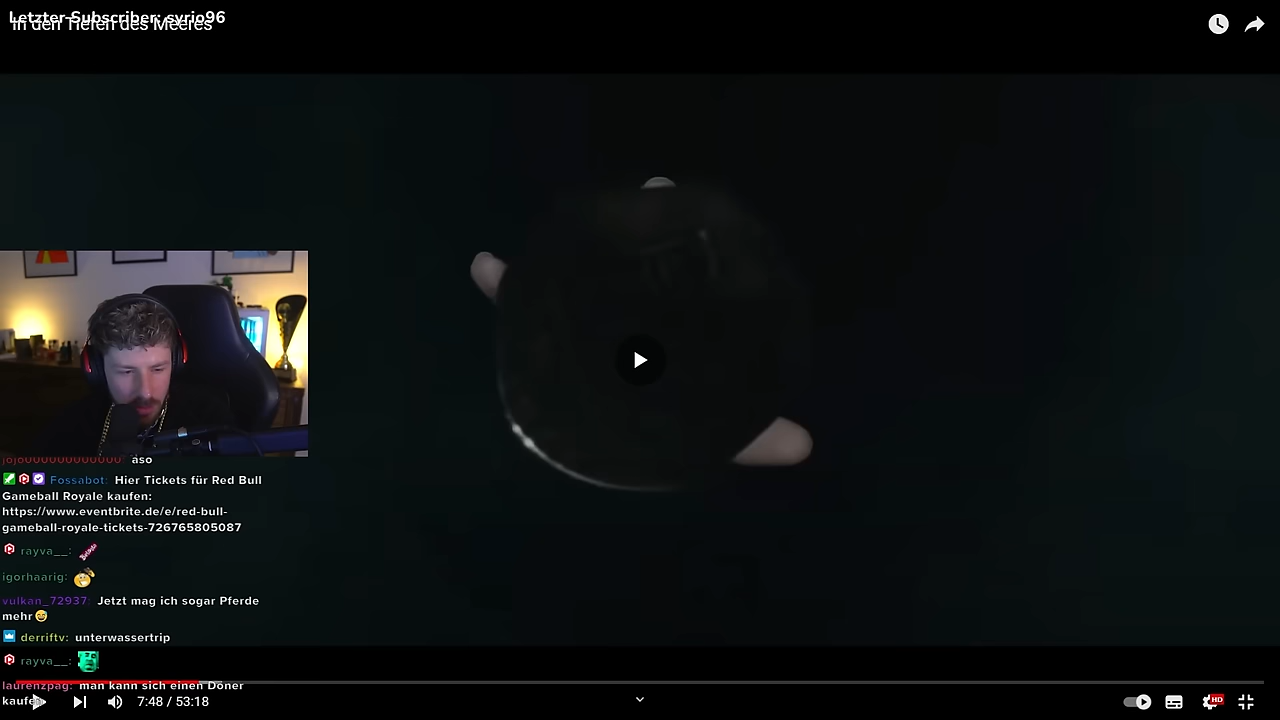 Letzter Subscriber: syrio96
In den Tiefen des Meeres
jojo0000000000000: aso
Fossabot: Hier Tickets für Red Bull
Gameball Royale kaufen:
https://www.eventbrite.de/e/red-bull-
gameball-royale-tickets-726765805087
rayva__:
igorhaarig:
vulkan_72937: Jetzt mag ich sogar Pferde
mehr
derriftv: unterwassertrip
rayva__:
laurenzpag: man kann sich einen Döner
kaufen
7:48 / 53:18
HD